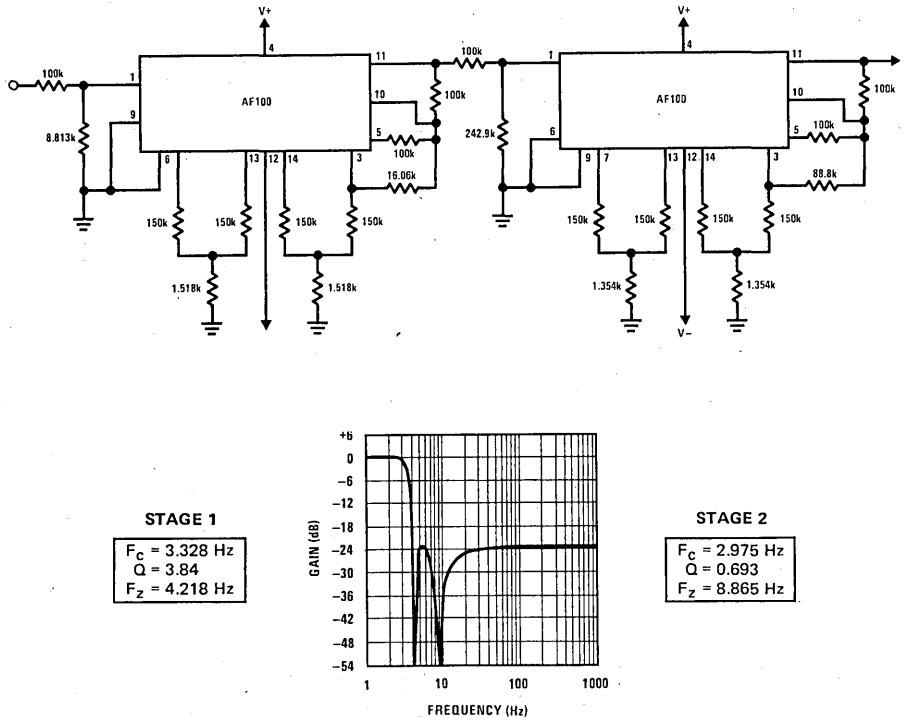 V+
4
100k
1
8.813k
9
AF100
11
10
5
100k
100k
16.06k
6
13
12
14
3
150k
150k
150k
150k
1.518k
1.518k
100k
V+
4
1
242.9k
6
AF100
11
10
5
100k
100k
88.8k
9
7
13
12
14
3
150k
150k
150k
150k
1.354k
1.354k
V−
STAGE 1
FC = 3.328 Hz
Q = 3.84
FZ = 4.218 Hz
GAIN (dB)
+6
0
−6
−12
−18
−24
−30
−36
−42
−48
−54
1
10
100
1000
FREQUENCY (Hz)
STAGE 2
FC = 2.975 Hz
Q = 0.693
FZ = 8.865 Hz